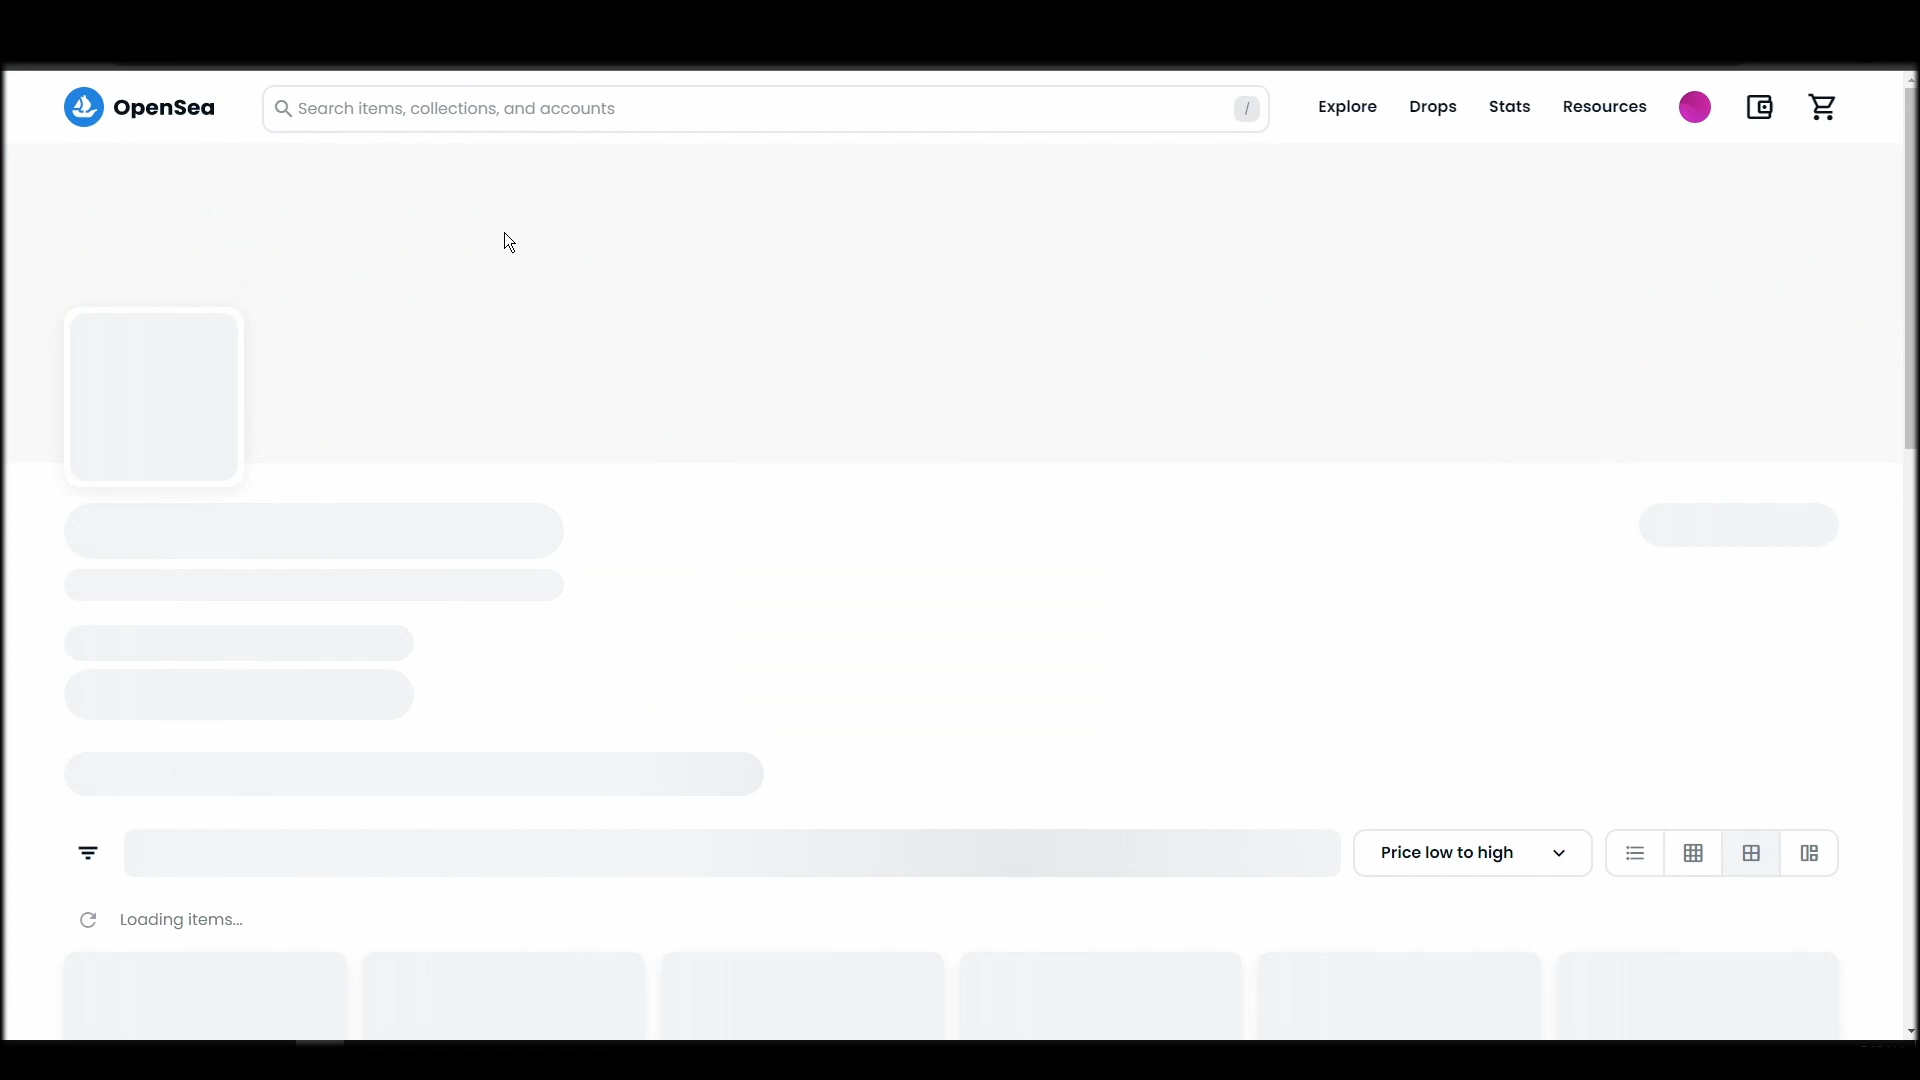 OpenSea
Search items, collections, and accounts
/
Explore
Drops
Stats
Resources
Price low to high
Loading items...